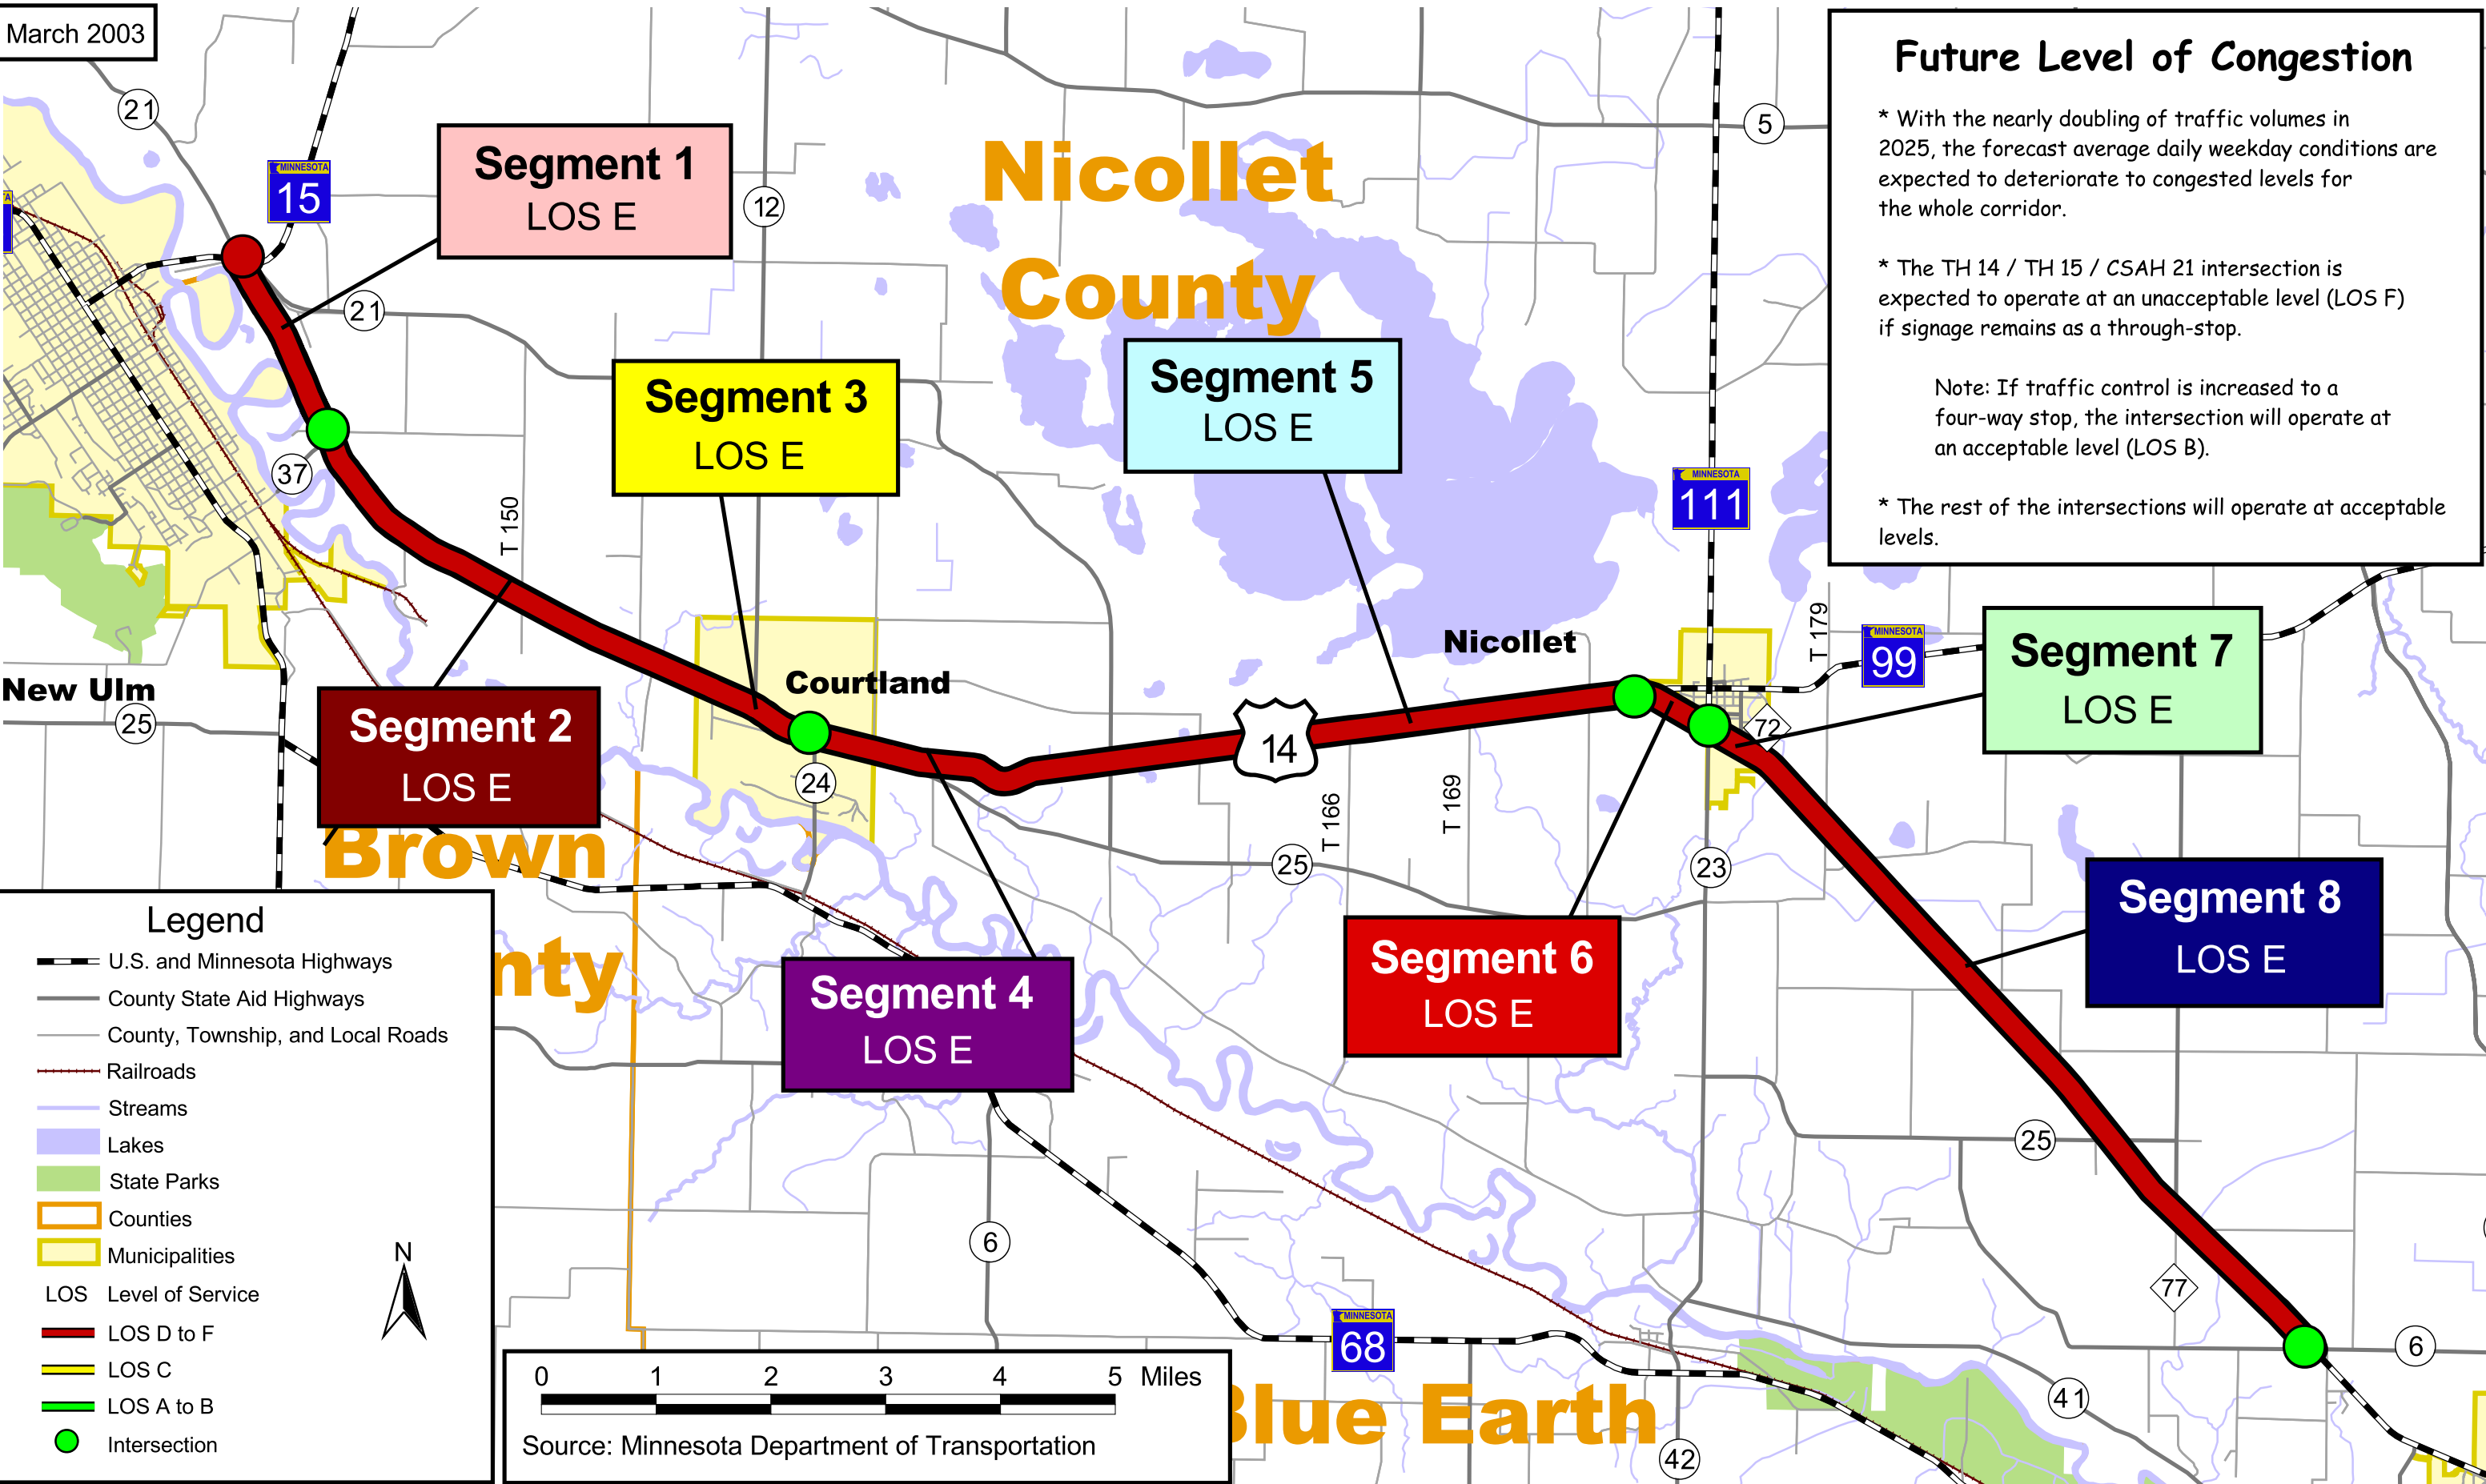 March 2003
Future Level of Congestion
* With the nearly doubling of traffic volumes in
2025, the forecast average daily weekday conditions are
expected to deteriorate to congested levels for
the whole corridor.
* The TH 14 / TH 15 / CSAH 21 intersection is
expected to operate at an unacceptable level (LOS F)
if signage remains as a through-stop.
Note: If traffic control is increased to a
four-way stop, the intersection will operate at
an acceptable level (LOS B).
* The rest of the intersections will operate at acceptable
levels.
21
MINNESOTA
15
Segment 1
LOS E
12
Nicollet
County
5
21
Segment 3
LOS E
Segment 5
LOS E
37
T 150
MINNESOTA
111
New Ulm
25
Segment 2
LOS E
Courtland
24
14
Nicollet
T 179
MINNESOTA
99
72
Segment 7
LOS E
T 166
T 169
25
23
Brown
nty
Segment 4
LOS E
Segment 6
LOS E
Segment 8
LOS E
25
77
6
6
41
42
MINNESOTA
68
Blue Earth
Legend
U.S. and Minnesota Highways
County State Aid Highways
County, Township, and Local Roads
Railroads
Streams
Lakes
State Parks
Counties
Municipalities
LOS Level of Service
LOS D to F
LOS C
LOS A to B
Intersection
N
0 1 2 3 4 5 Miles
Source: Minnesota Department of Transportation